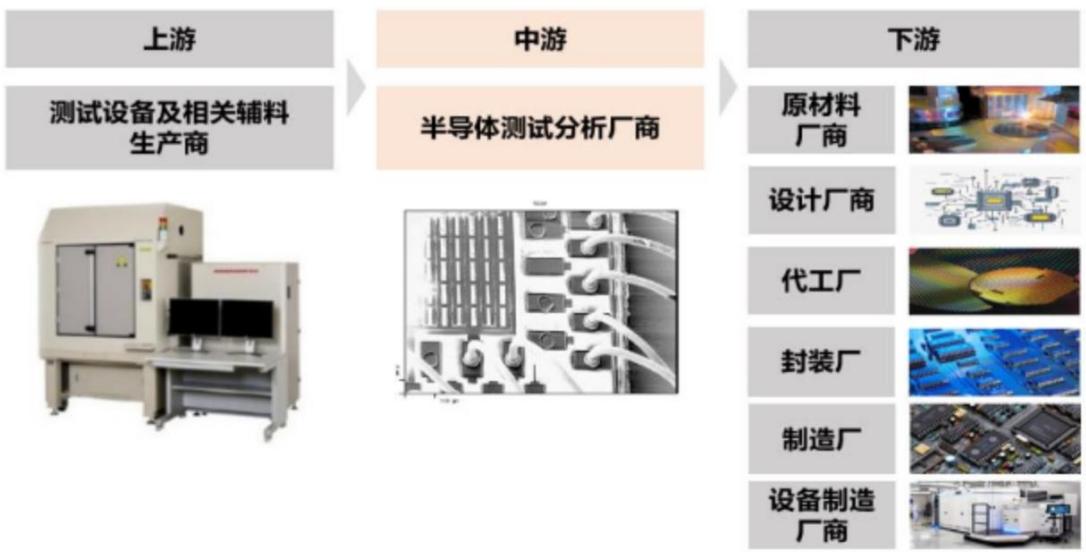 上游
中游
下游
测试设备及相关辅料
生产商
半导体测试分析厂商
原材料
厂商
设计厂商
代工厂
封装厂
制造厂
设备制造
厂商